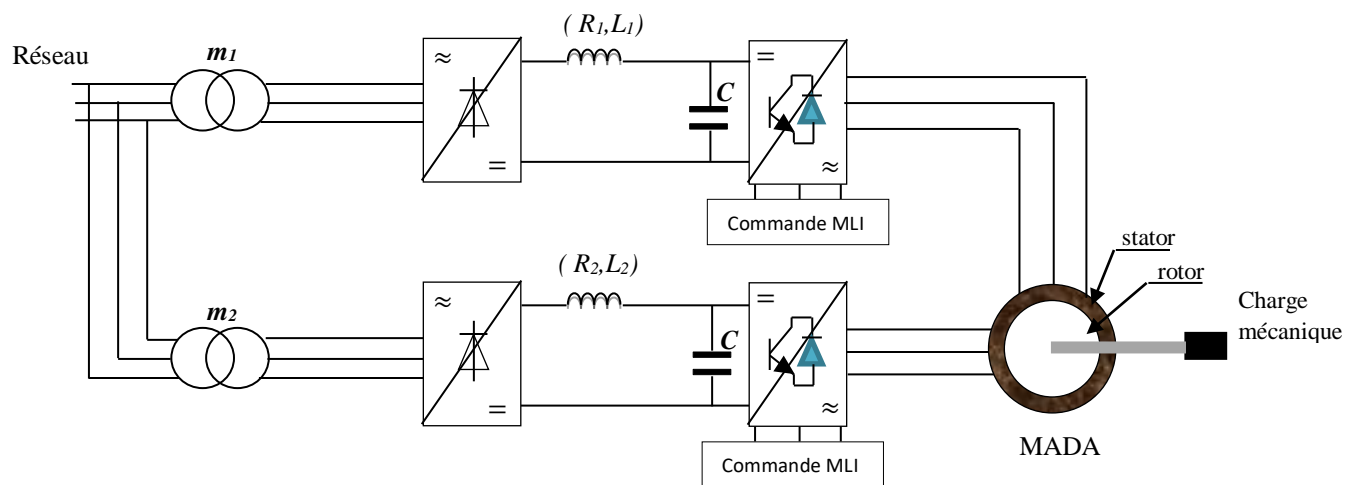 ( R1,L1)
m1
Réseau
≈
=
C
=
≈
Commande MLI
stator
rotor
Charge
mécanique
( R2,L2)
m2
≈
=
C
=
≈
MADA
Commande MLI